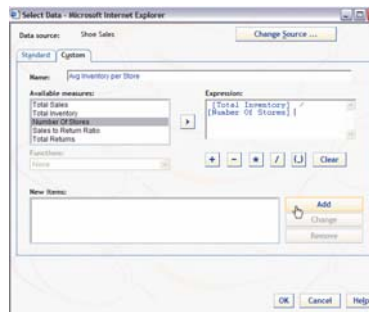 Select Data - Microsoft Internet Explorer
Data source: Shoe Sales
Change Source ...
Standard Custom
Name: Avg Inventory per Store
Available measures:
Total Sales
Total Inventory
Number Of Stores
Sales to Return Ratio
Total Returns
Functions:
None
Expression:
[Total Inventory] /
[Number Of Stores]
+ - * / (,) Clear
New Items:
Add
Change
Remove
OK Cancel Help